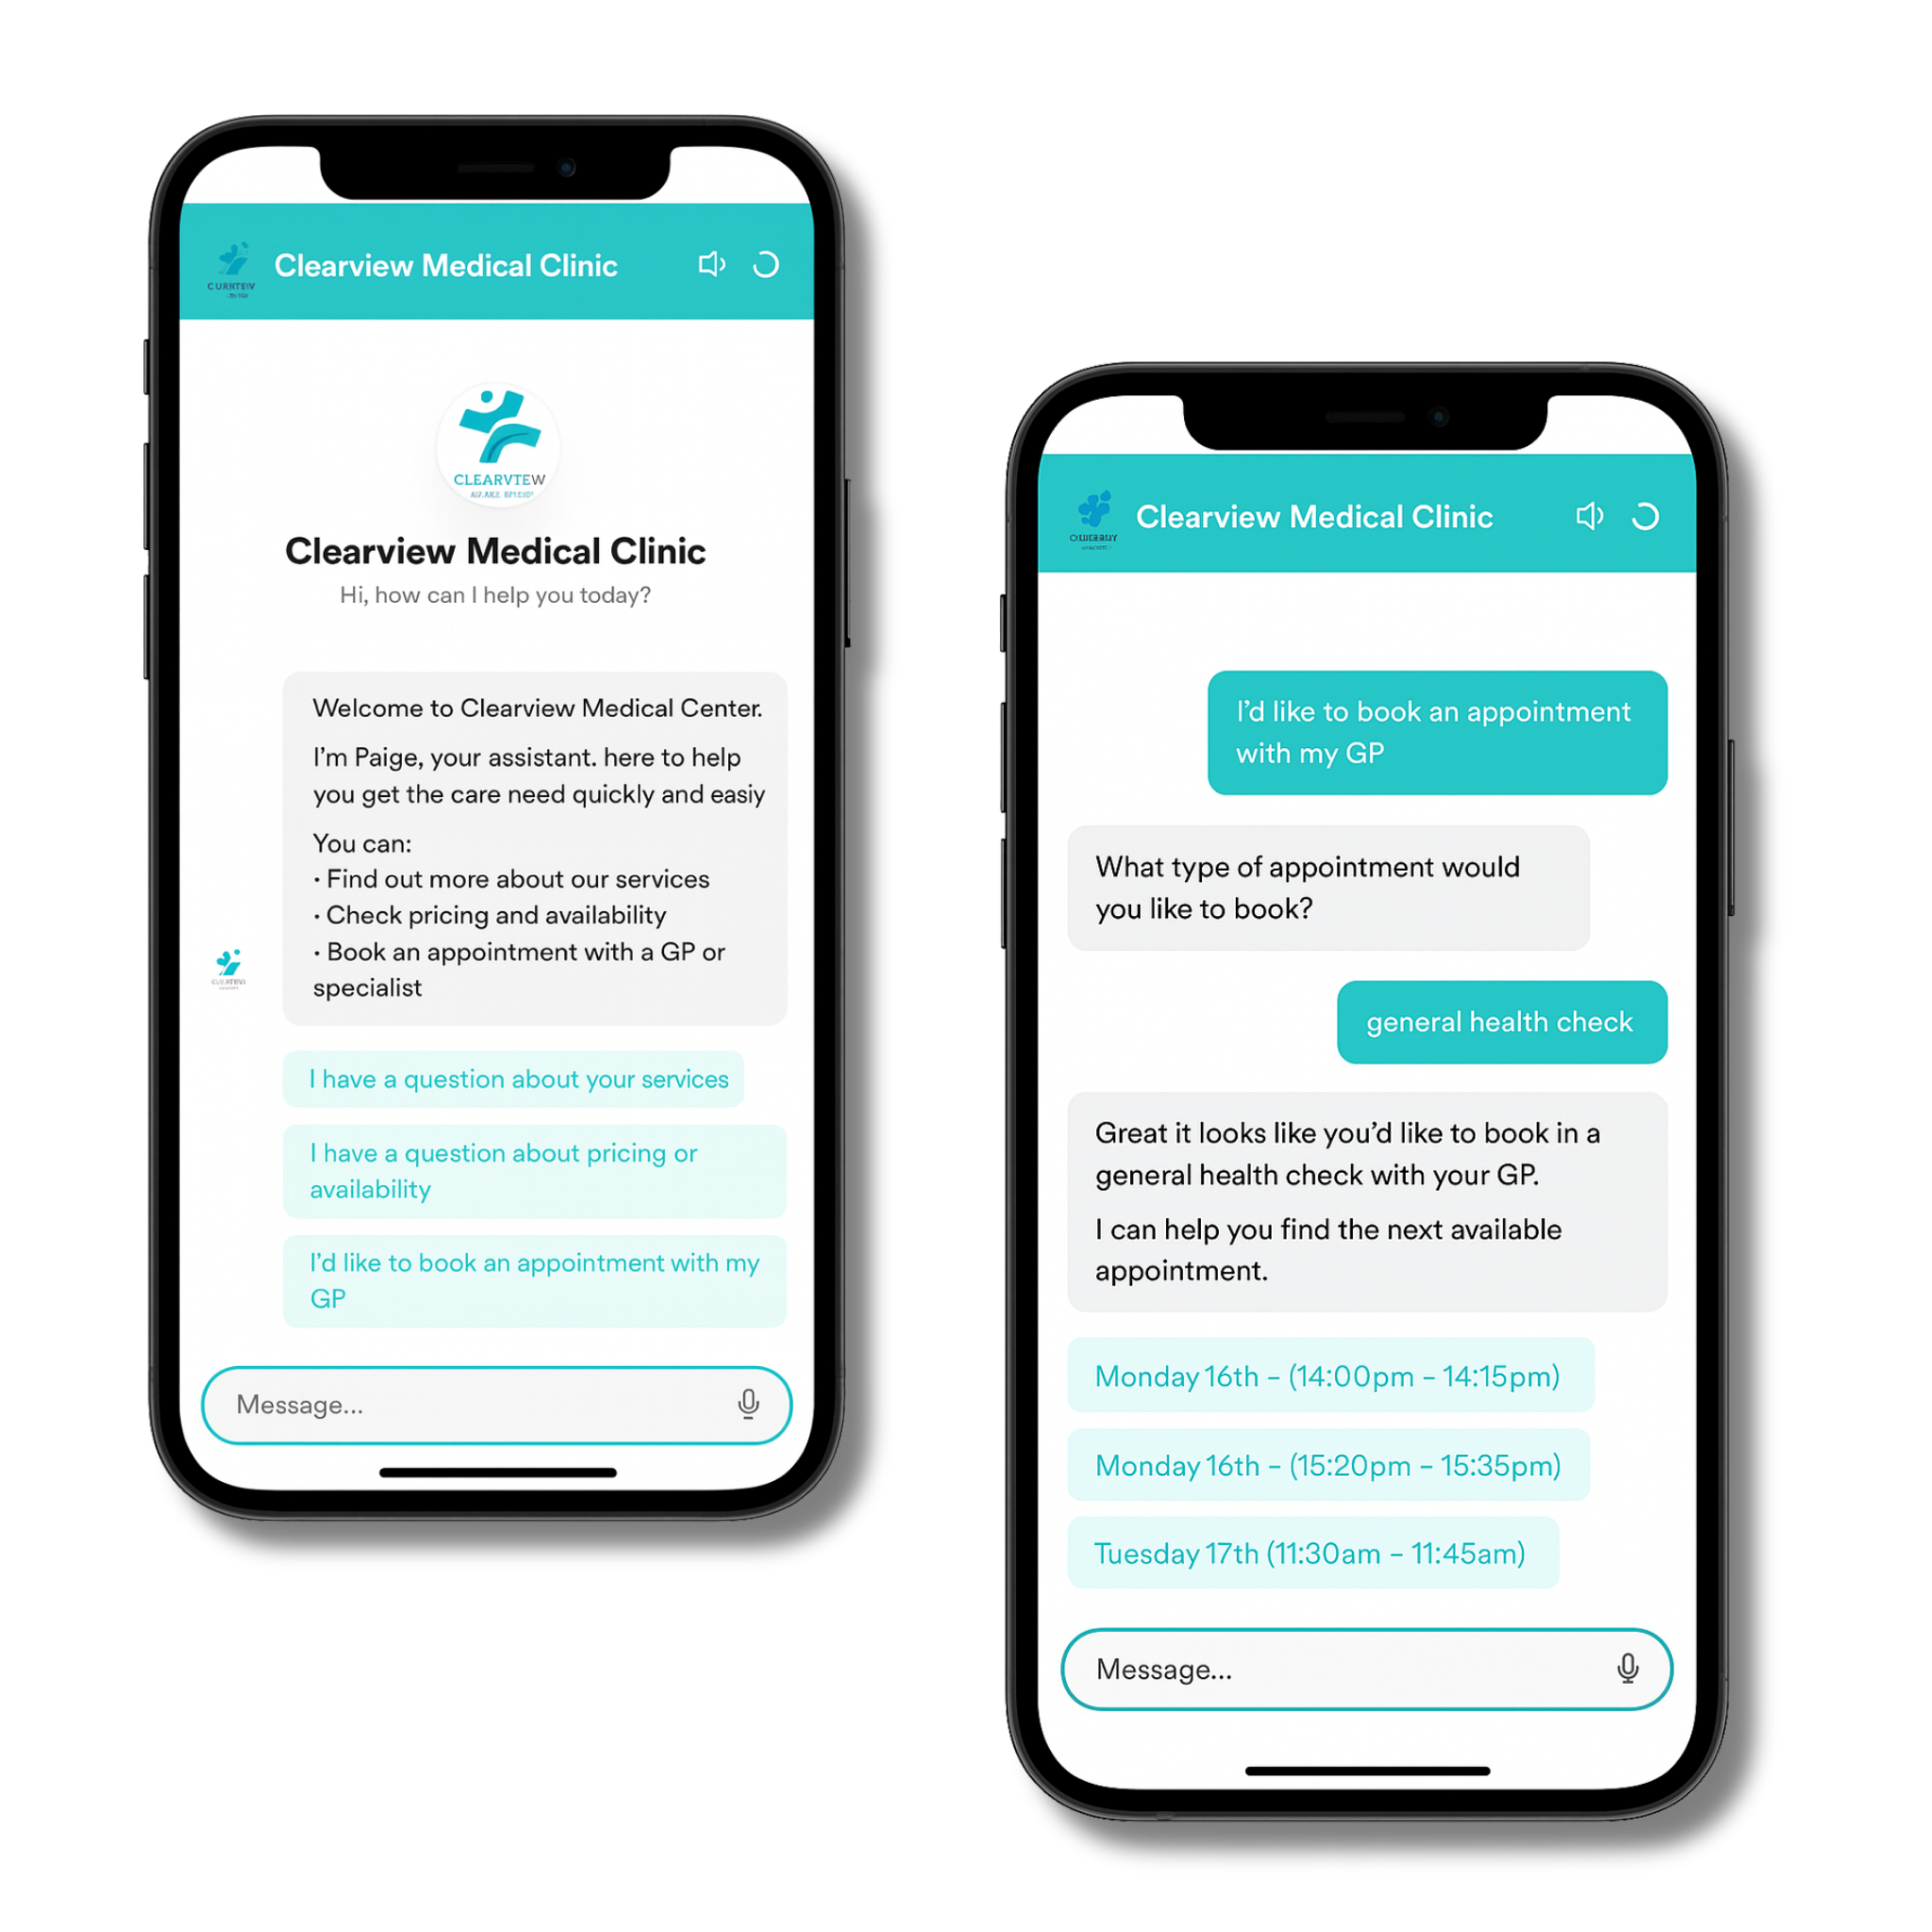 CURNTEW
Clearview Medical Clinic
CLEARVTEW
Clearview Medical Clinic
Hi, how can I help you today?
Welcome to Clearview Medical Center.
I'm Paige, your assistant. here to help
you get the care need quickly and easiy
You can:
· Find out more about our services
· Check pricing and availability
· Book an appointment with a GP or
specialist
I have a question about your services
I have a question about pricing or
availability
I'd like to book an appointment with my
GP
Message...
Clearview Medical Clinic
I'd like to book an appointment
with my GP
What type of appointment would
you like to book?
general health check
Great it looks like you'd like to book in a
general health check with your GP.
I can help you find the next available
appointment.
Monday 16th – (14:00pm – 14:15pm)
Monday 16th – (15:20pm – 15:35pm)
Tuesday 17th (11:30am – 11:45am)
Message...